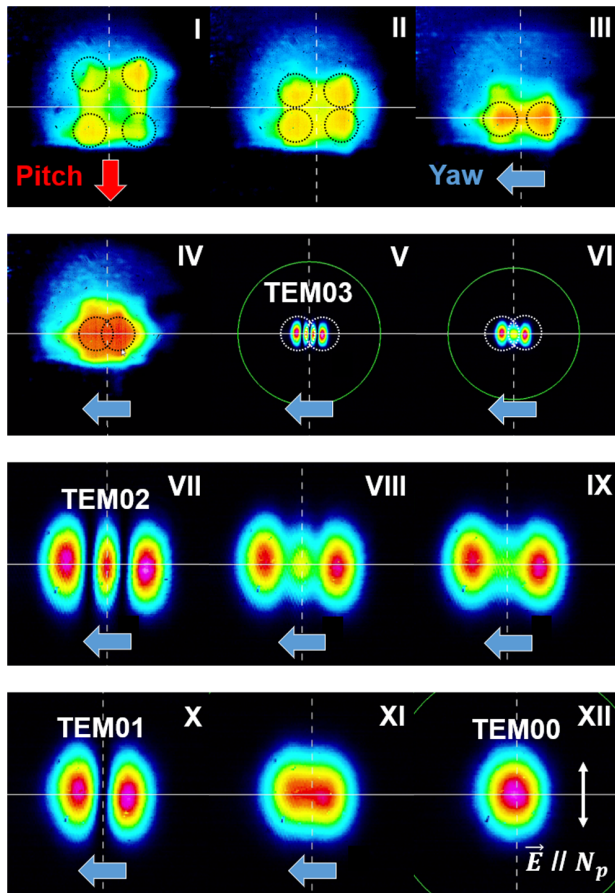 I
II
III
Pitch
Yaw
IV
V
VI
TEM03
VII
VIII
IX
TEM02
X
XI
XII
TEM01
TEM00
E⃗ // Nₚ